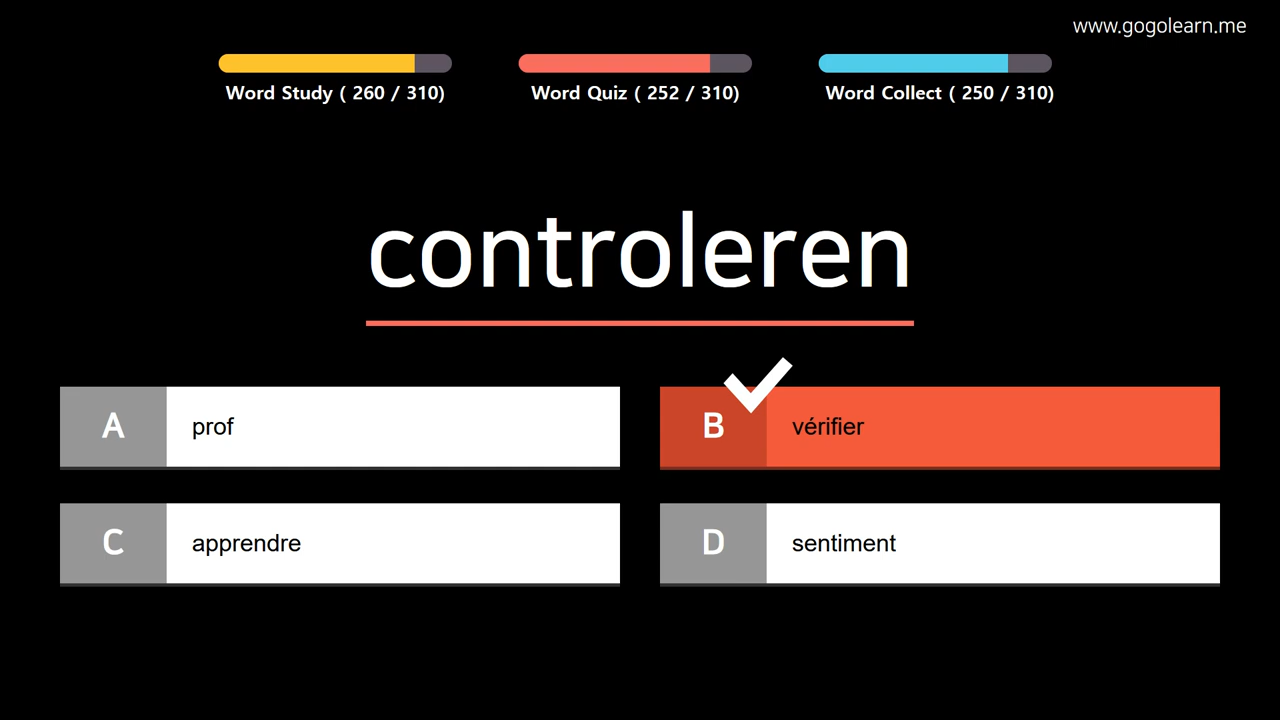 www.gogolearn.me
Word Study ( 260 / 310)
Word Quiz ( 252 / 310)
Word Collect ( 250 / 310)
controleren
A prof
B vérifier
C apprendre
D sentiment